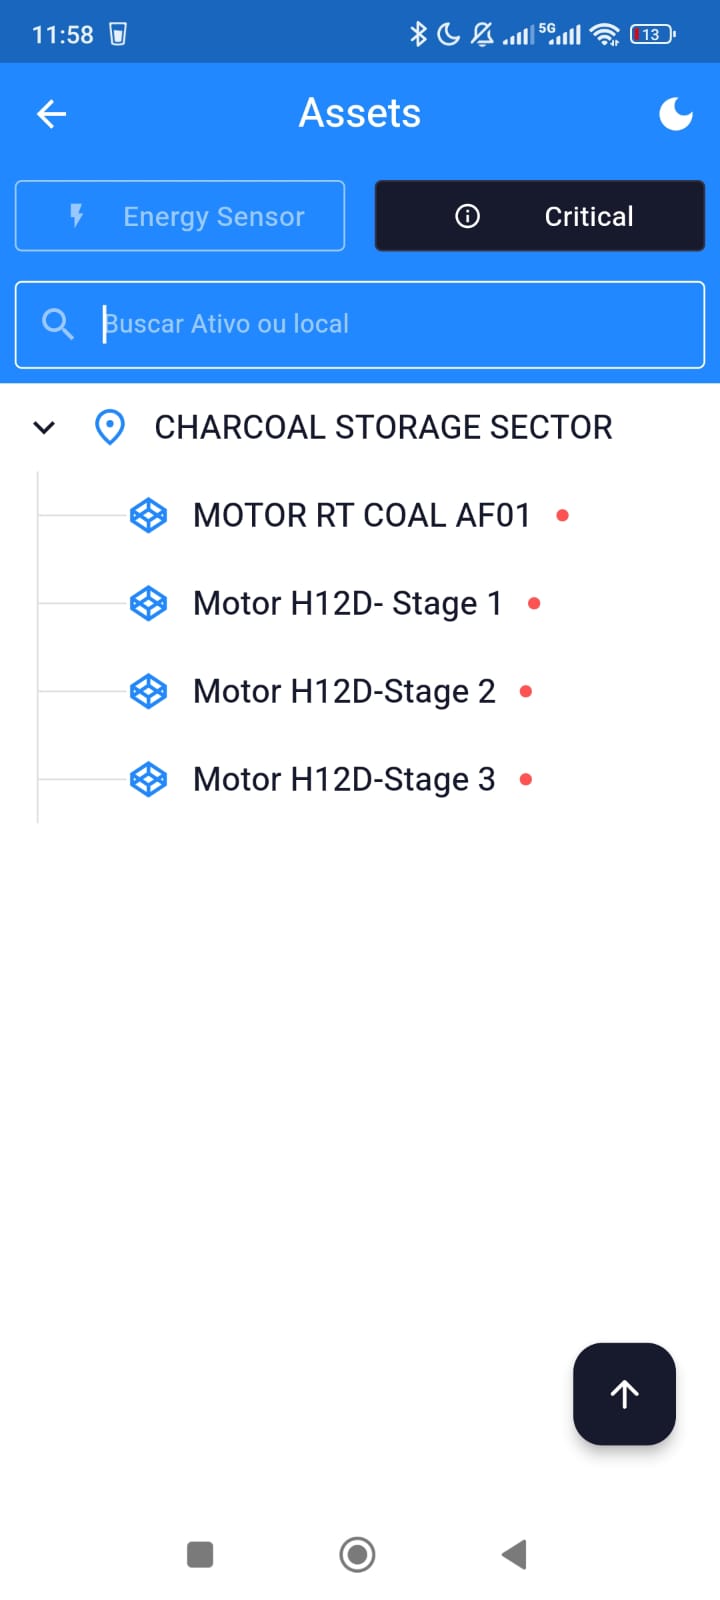 11:58 5G 13
Assets
Energy Sensor Critical
Buscar Ativo ou local
CHARCOAL STORAGE SECTOR
MOTOR RT COAL AF01
Motor H12D- Stage 1
Motor H12D-Stage 2
Motor H12D-Stage 3